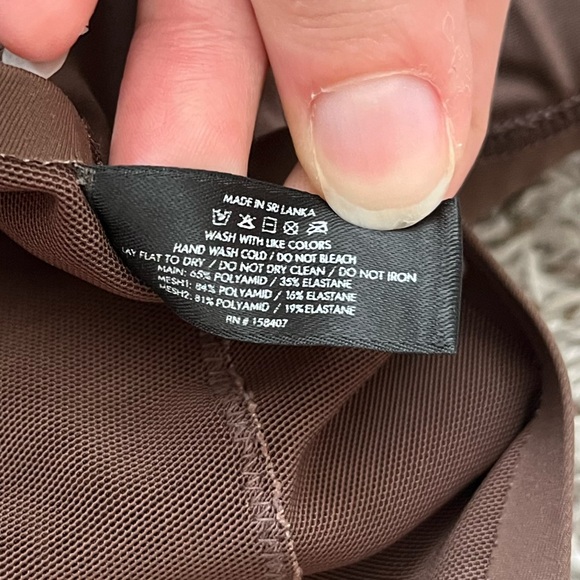 MADE IN SRI LANKA
WASH WITH LIKE COLORS
HAND WASH COLD / DO NOT BLEACH
LAY FLAT TO DRY / DO NOT DRY CLEAN / DO NOT IRON
MAIN: 65% POLYAMID / 35% ELASTANE
MESH1: 84% POLYAMID / 16% ELASTANE
MESH2: 81% POLYAMID / 19% ELASTANE
RN # 158407